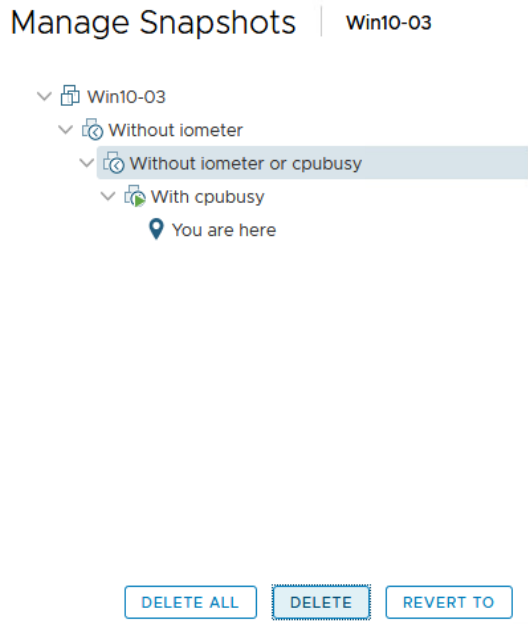 Manage Snapshots Win10-03
Win10-03
Without iometer
Without iometer or cpubusy
With cpubusy
You are here
DELETE ALL DELETE REVERT TO